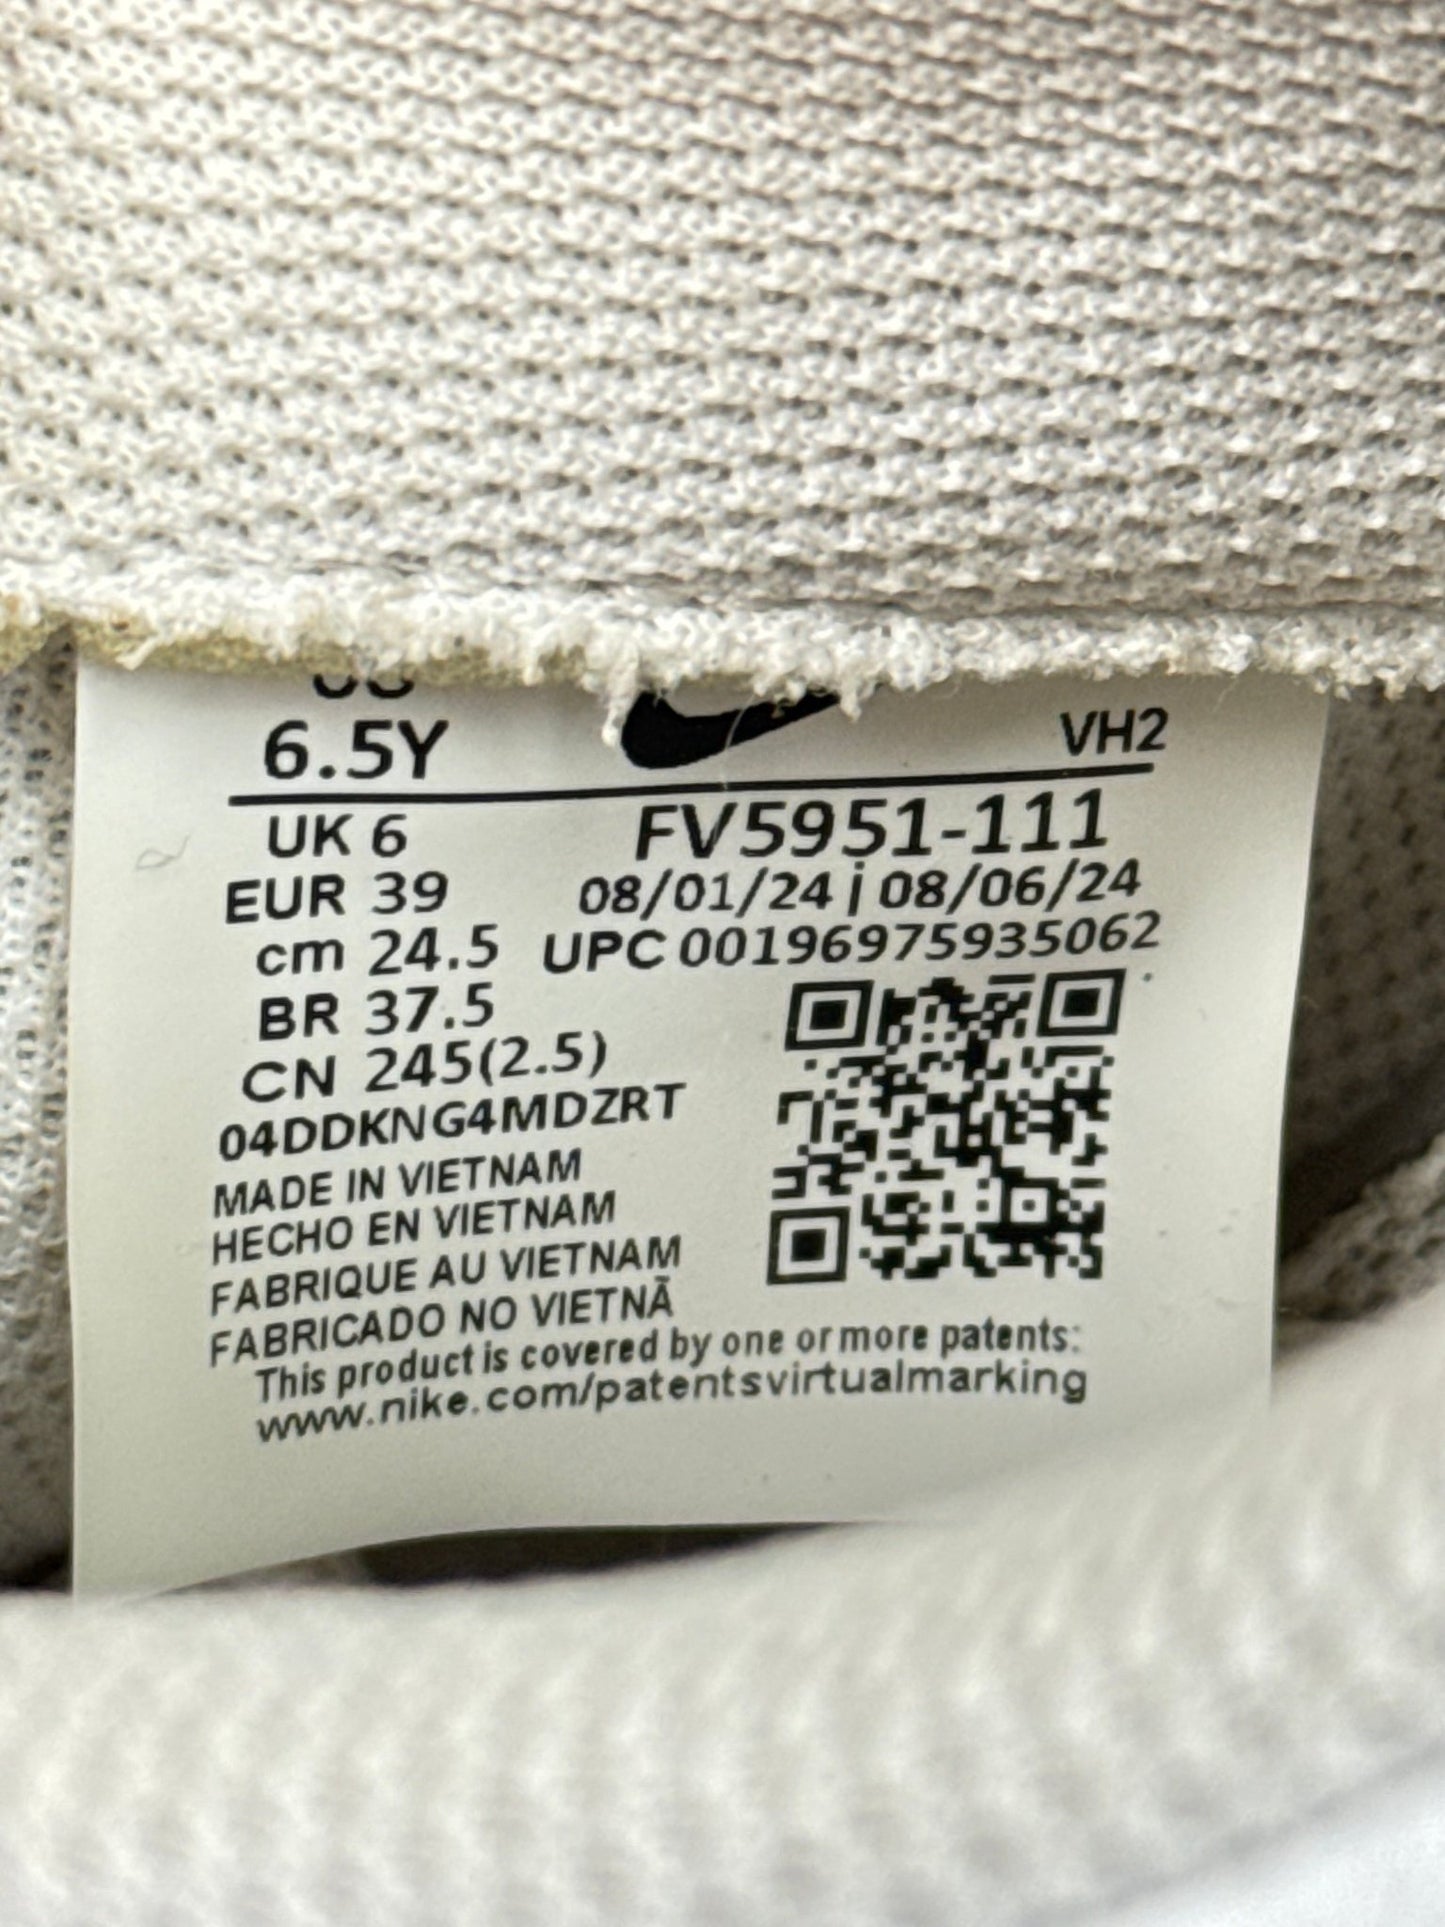 US
6.5Y
VH2
UK 6
FV5951-111
EUR 39
08/01/24 | 08/06/24
cm 24.5
UPC 00196975935062
BR 37.5
CN 245(2.5)
04DDKNG4MDZRT
MADE IN VIETNAM
HECHO EN VIETNAM
FABRIQUE AU VIETNAM
FABRICADO NO VIETNÃ
This product is covered by one or more patents:
www.nike.com/patentsvirtualmarking